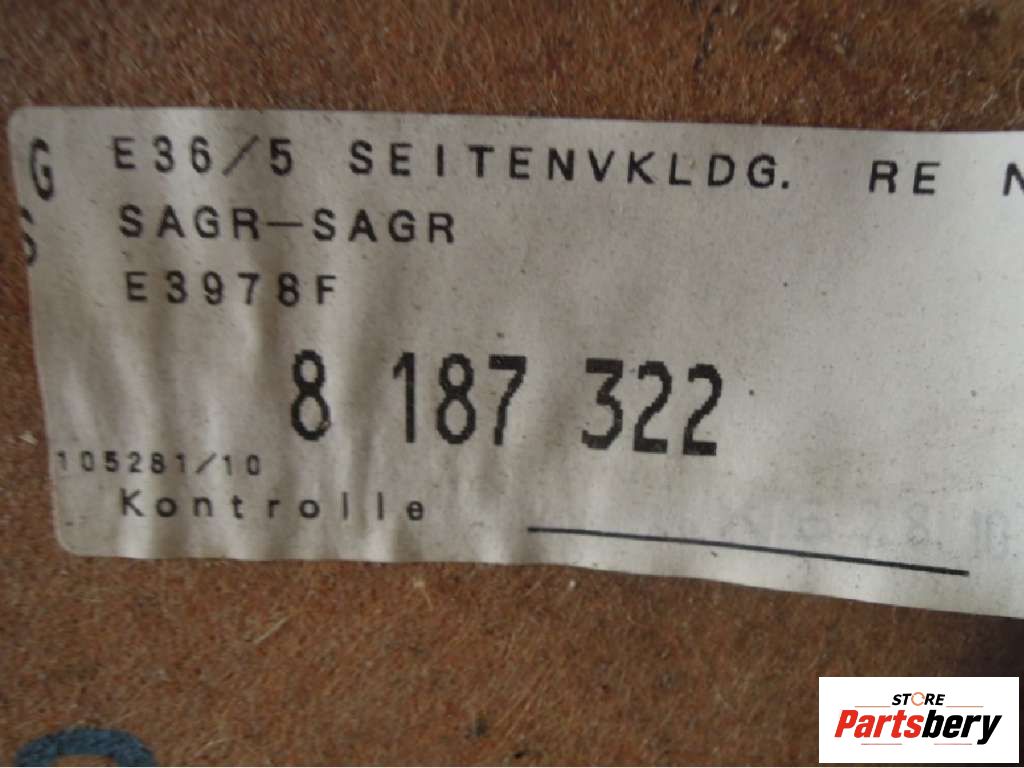 G E36/5 SEITENVKLDG. RE N
S SAGR-SAGR
E3978F
8 187 322
105281/10
Kontrolle
STORE
Partsbery